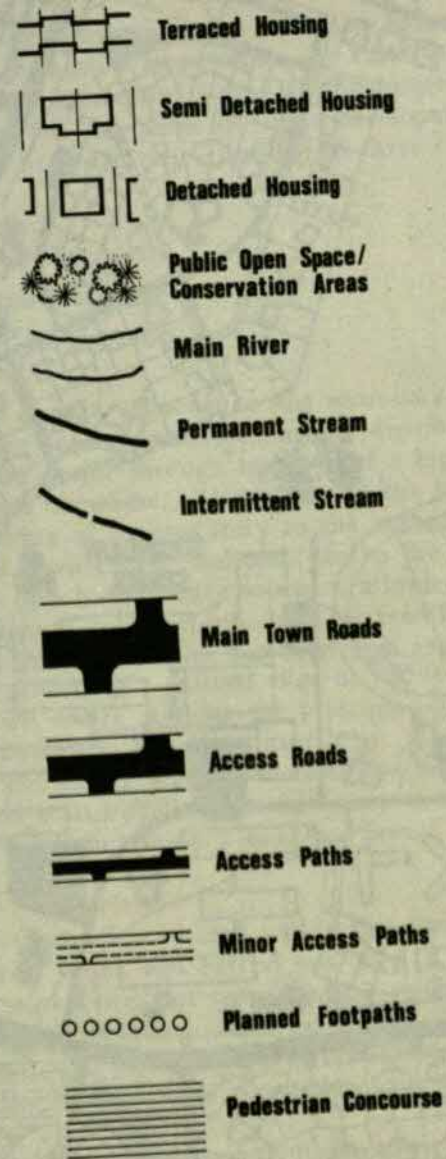 Terraced Housing
Semi Detached Housing
Detached Housing
Public Open Space/
Conservation Areas
Main River
Permanent Stream
Intermittent Stream
Main Town Roads
Access Roads
Access Paths
Minor Access Paths
Planned Footpaths
Pedestrian Concourse